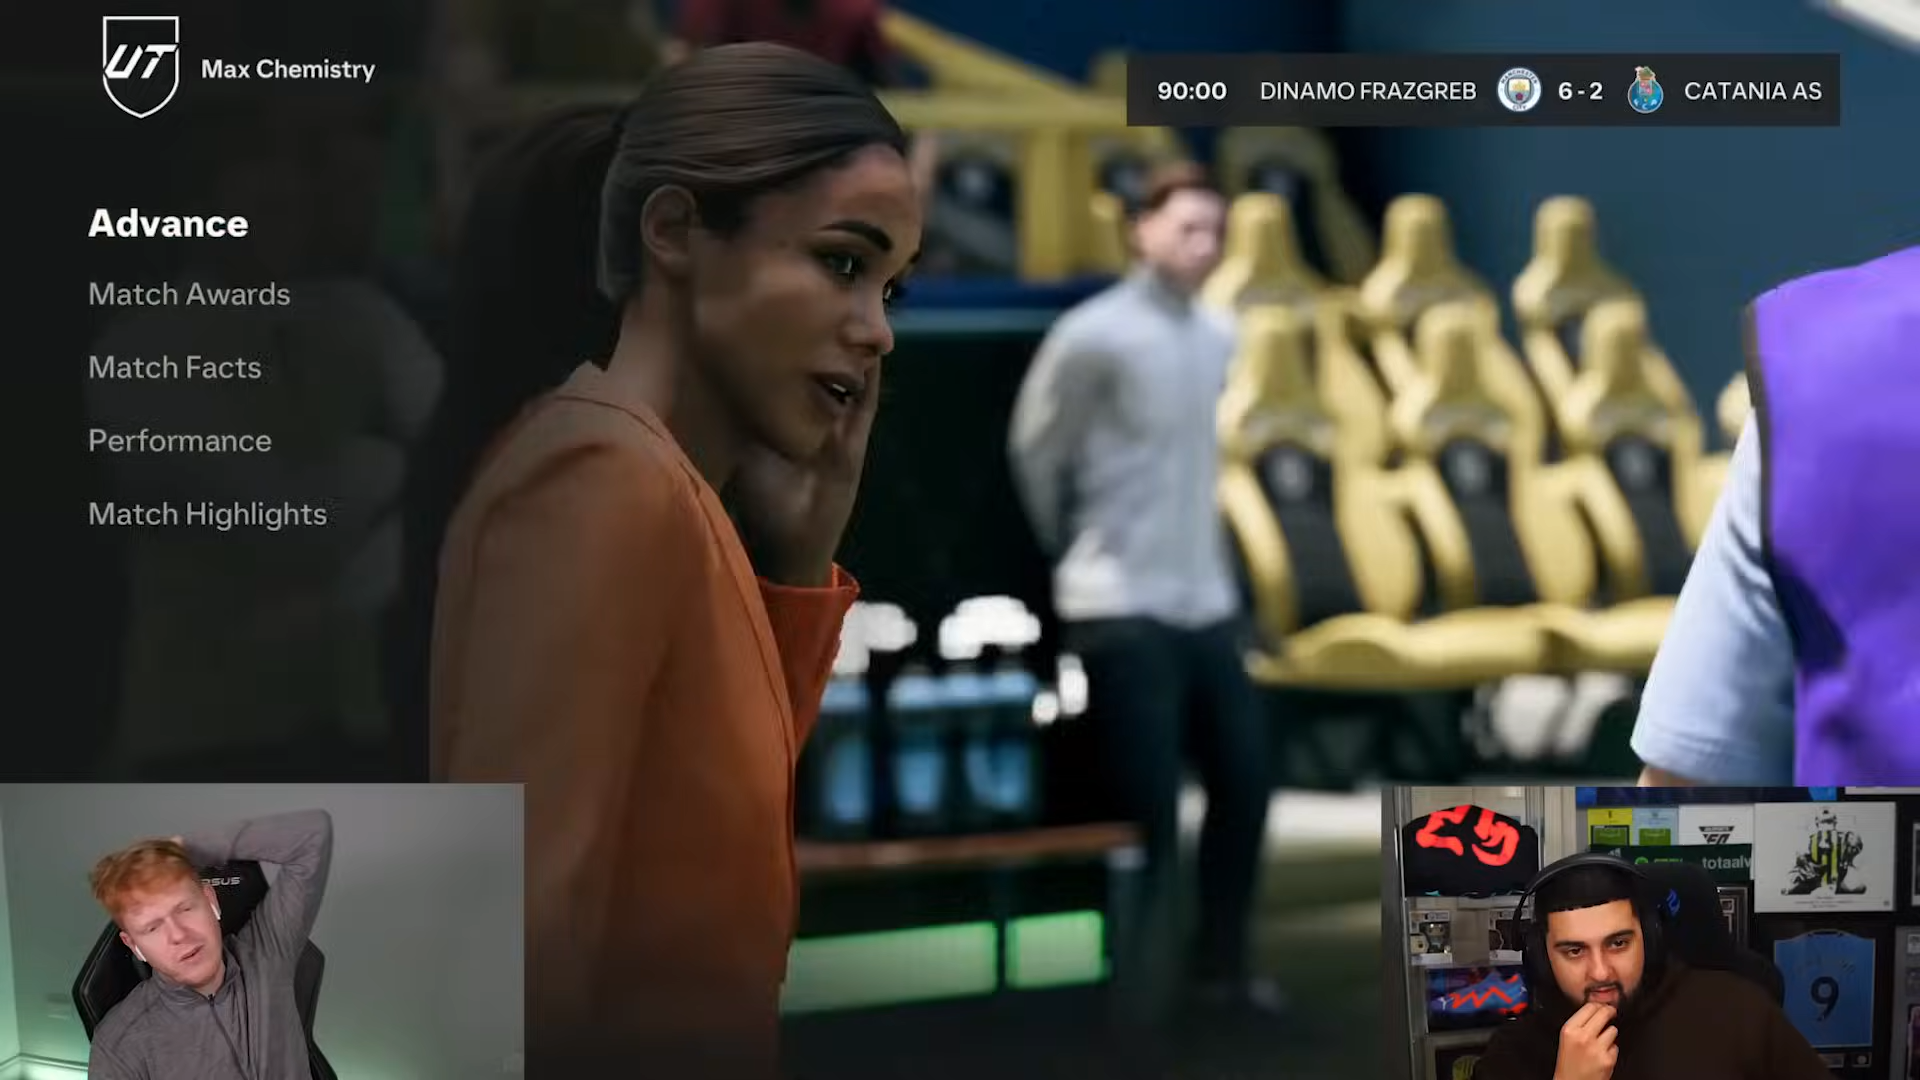 UT Max Chemistry
90:00 DINAMO FRAZGREB 6-2 CATANIA AS
Advance
Match Awards
Match Facts
Performance
Match Highlights
totaalv
9